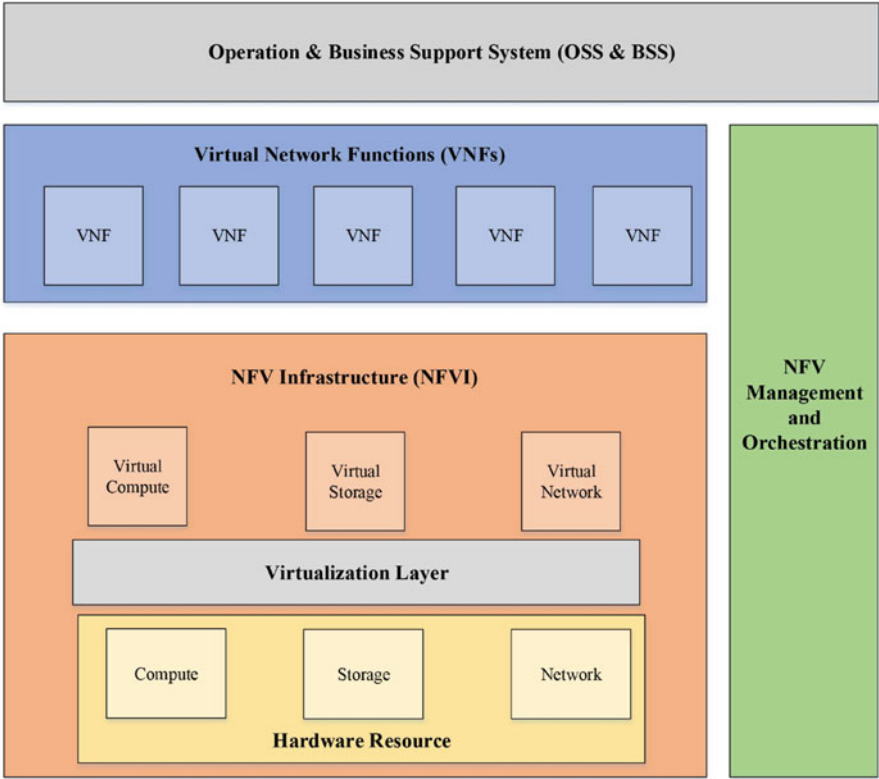 Operation & Business Support System (OSS & BSS)
Virtual Network Functions (VNFs)
VNF
VNF
VNF
VNF
VNF
NFV Infrastructure (NFVI)
Virtual
Compute
Virtual
Storage
Virtual
Network
Virtualization Layer
Compute
Storage
Network
Hardware Resource
NFV
Management
and
Orchestration